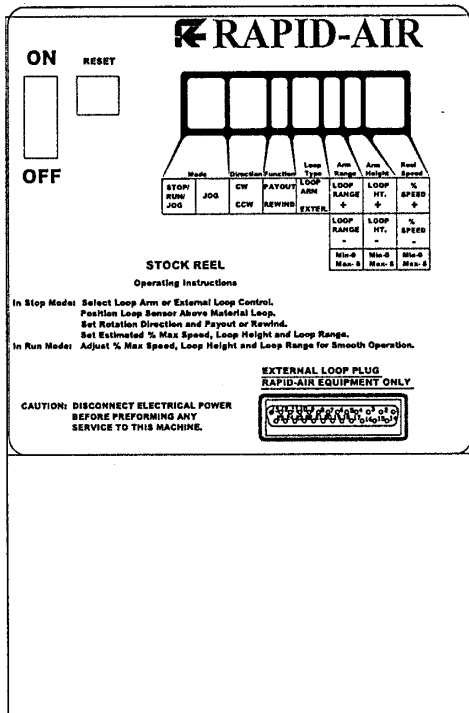 RAPID-AIR
ON
RESET
OFF
Mode Direction Function Loop Type Arm Range Arm Height Reel Speed
STOP/ RUN/ JOG
JOG
CW
CCW
PAYOUT
REWIND
LOOP ARM
EXTER.
LOOP RANGE +
LOOP HT. +
% SPEED +
LOOP RANGE -
LOOP HT. -
% SPEED -
Min-0 Max-
Min-0 Max-
Min-0 Max-
STOCK REEL
Operating Instructions
In Stop Mode: Select Loop Arm or External Loop Control.
Position Loop Sensor Above Material Loop.
Set Rotation Direction and Payout or Rewind.
Set Estimated % Max Speed, Loop Height and Loop Range.
In Run Mode: Adjust % Max Speed, Loop Height and Loop Range for Smooth Operation.
EXTERNAL LOOP PLUG
RAPID-AIR EQUIPMENT ONLY
CAUTION: DISCONNECT ELECTRICAL POWER
BEFORE PREFORMING ANY
SERVICE TO THIS MACHINE.